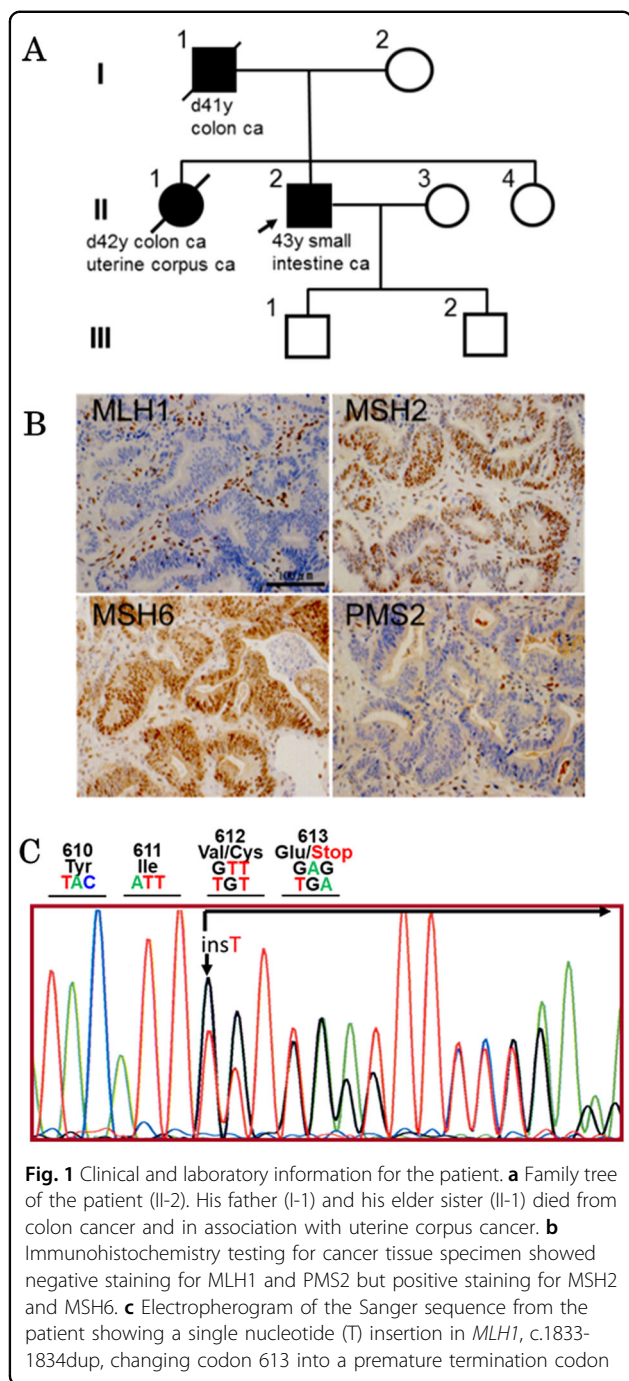 A
I
1
2
d41y
colon ca
II
1
2
3
4
d42y colon ca
uterine corpus ca
43y small
intestine ca
III
1
2
B
MLH1
MSH2
100 μm
MSH6
PMS2
C
610 611 612 613
Tyr Ile Val/Cys Glu/Stop
TAC ATT GTT GAG
TGT TGA
insT
Fig. 1 Clinical and laboratory information for the patient. a Family tree
of the patient (II-2). His father (I-1) and his elder sister (II-1) died from
colon cancer and in association with uterine corpus cancer. b
Immunohistochemistry testing for cancer tissue specimen showed
negative staining for MLH1 and PMS2 but positive staining for MSH2
and MSH6. c Electropherogram of the Sanger sequence from the
patient showing a single nucleotide (T) insertion in MLH1, c.1833-
1834dup, changing codon 613 into a premature termination codon